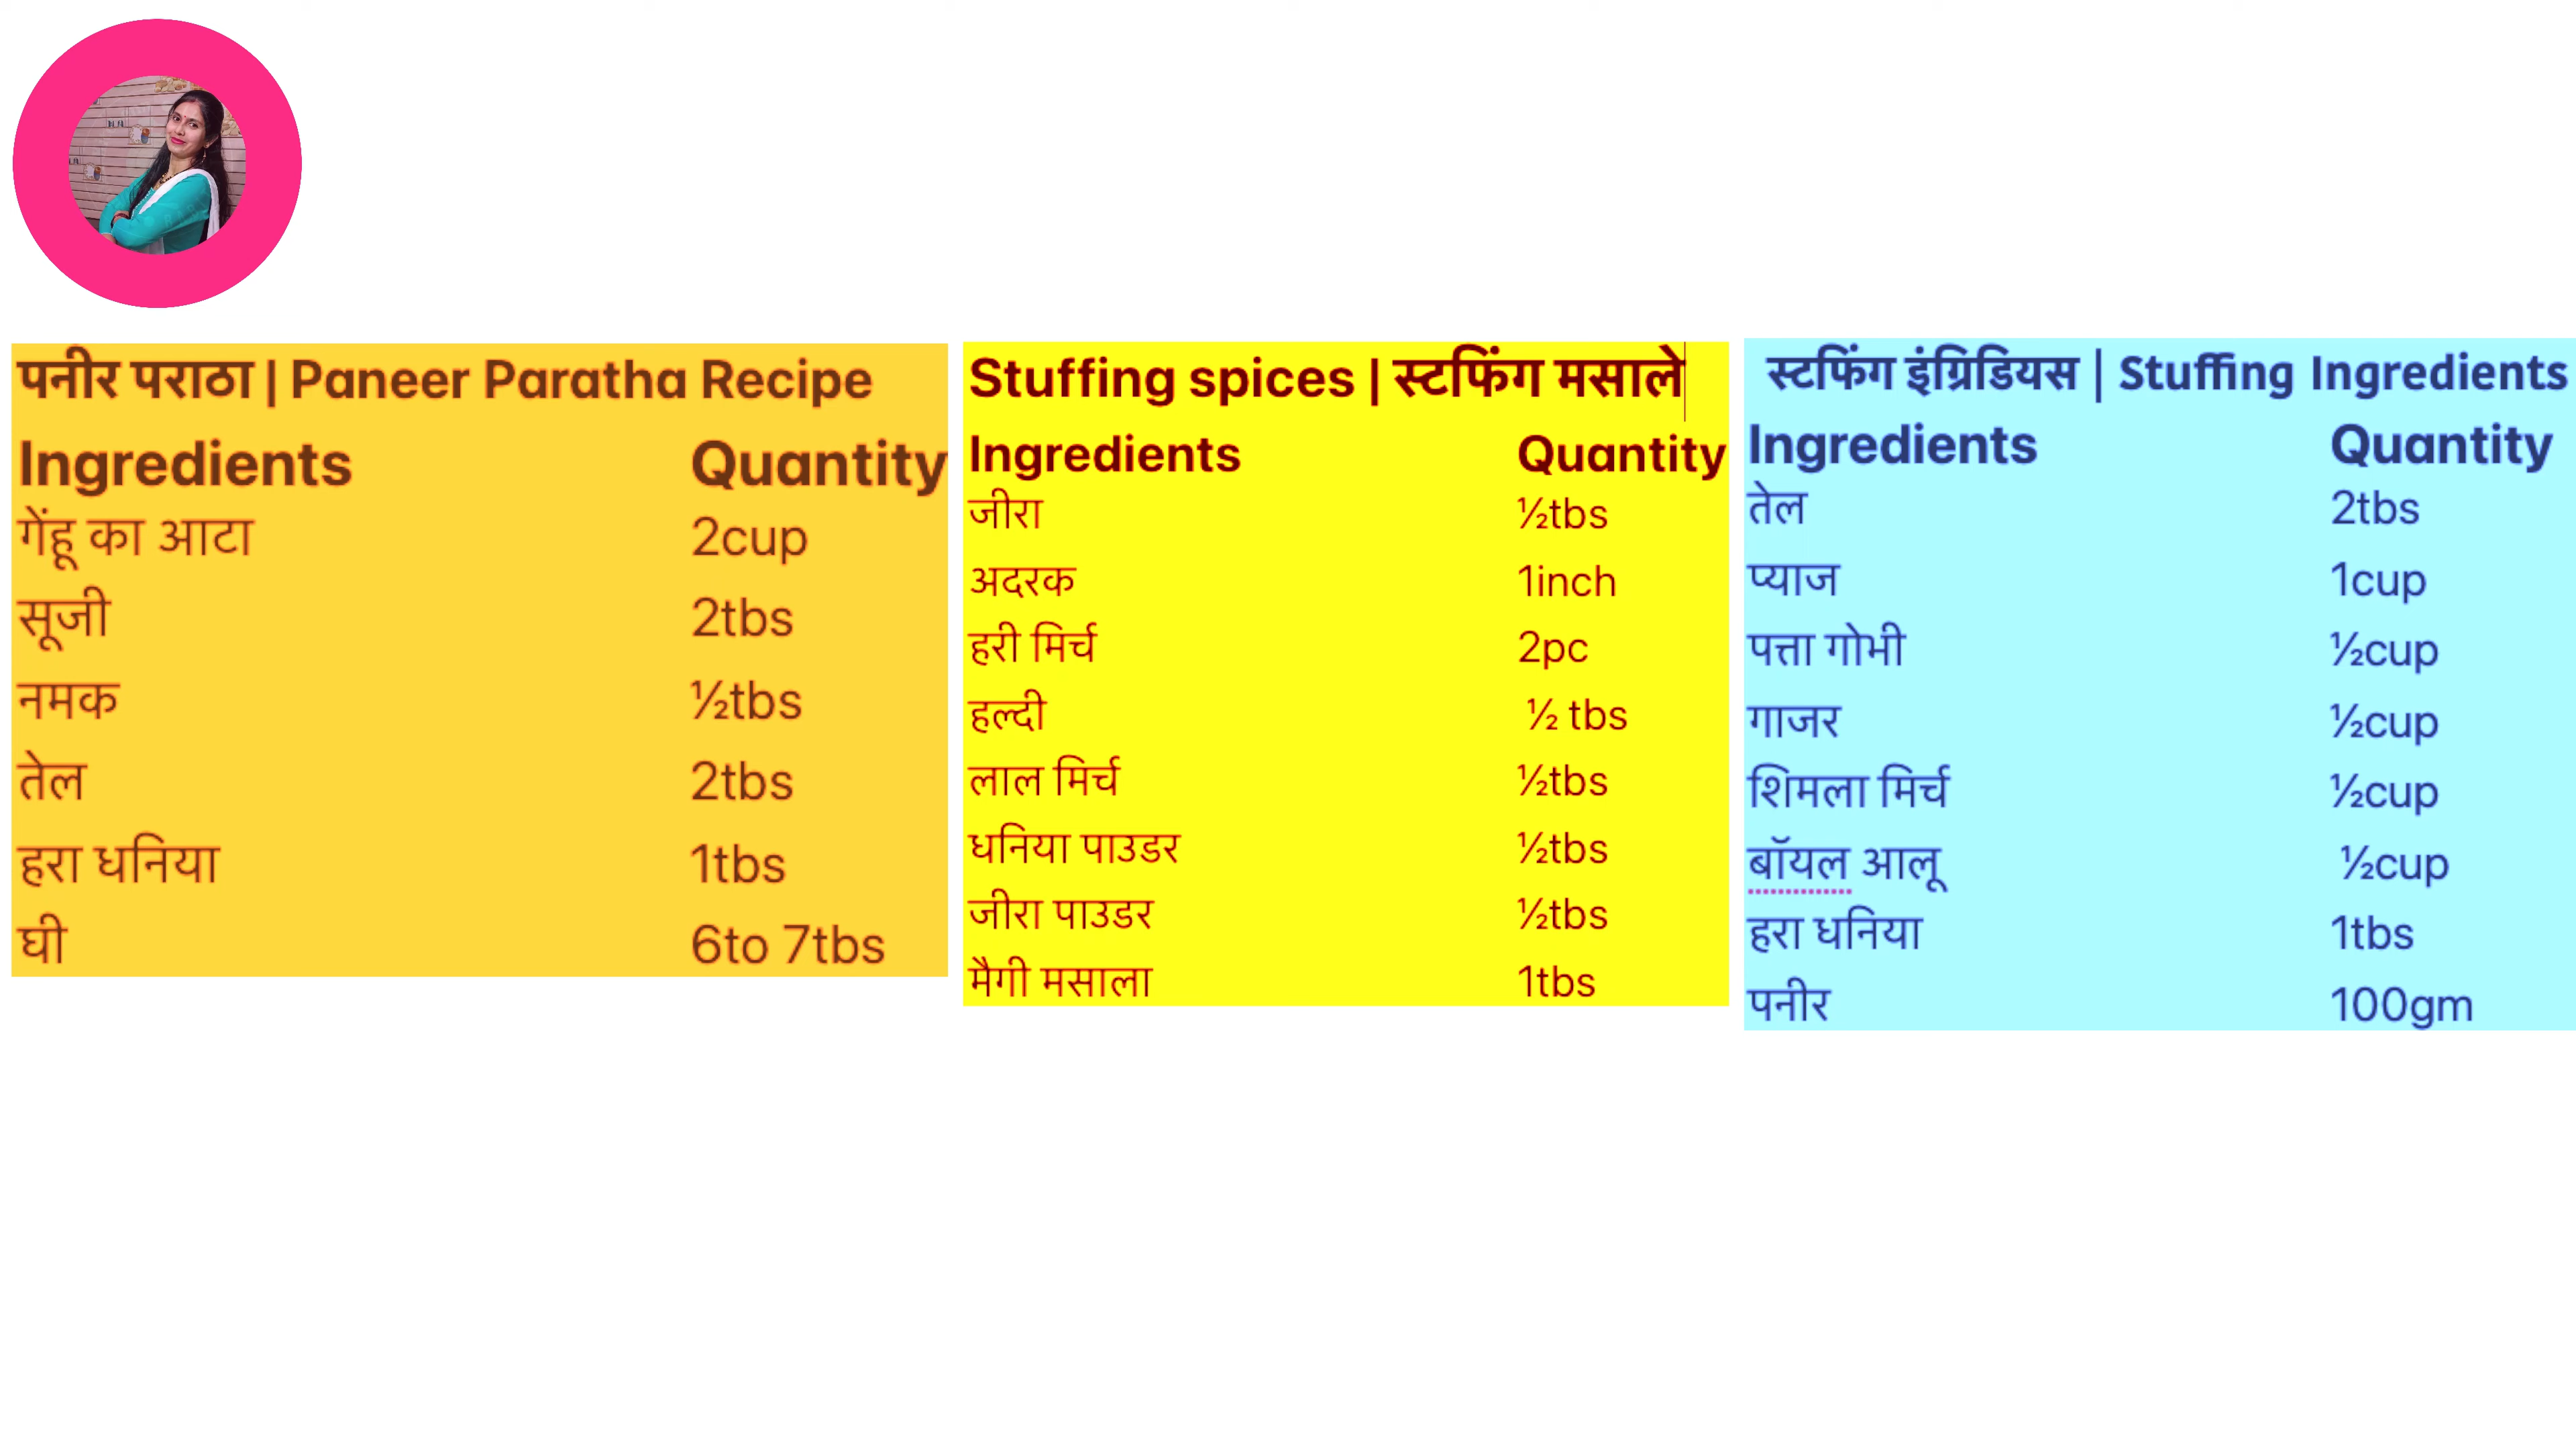 पनीर पराठा | Paneer Paratha Recipe
Ingredients Quantity
गेंहू का आटा 2cup
सूजी 2tbs
नमक ½tbs
तेल 2tbs
हरा धनिया 1tbs
घी 6to 7tbs
Stuffing spices | स्टफिंग मसाले
Ingredients Quantity
जीरा ½tbs
अदरक 1inch
हरी मिर्च 2pc
हल्दी ½ tbs
लाल मिर्च ½tbs
धनिया पाउडर ½tbs
जीरा पाउडर ½tbs
मैगी मसाला 1tbs
स्टफिंग इंग्रिडियस | Stuffing Ingredients
Ingredients Quantity
तेल 2tbs
प्याज 1cup
पत्ता गोभी ½cup
गाजर ½cup
शिमला मिर्च ½cup
बॉयल आलू ½cup
हरा धनिया 1tbs
पनीर 100gm